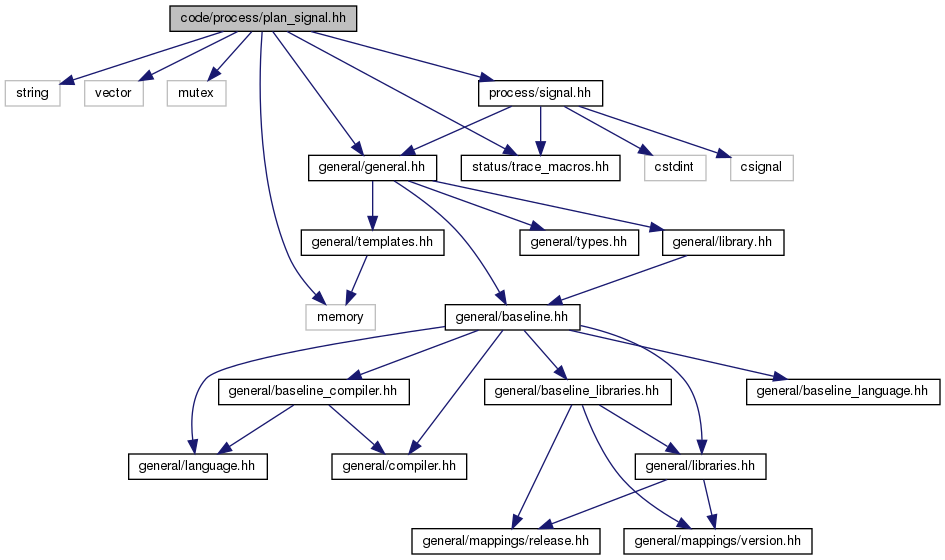 code/process/plan_signal.hh
string
vector
mutex
process/signal.hh
general/general.hh
status/trace_macros.hh
cstdint
csignal
general/templates.hh
general/types.hh
general/library.hh
memory
general/baseline.hh
general/baseline_compiler.hh
general/baseline_libraries.hh
general/baseline_language.hh
general/language.hh
general/compiler.hh
general/libraries.hh
general/mappings/release.hh
general/mappings/version.hh